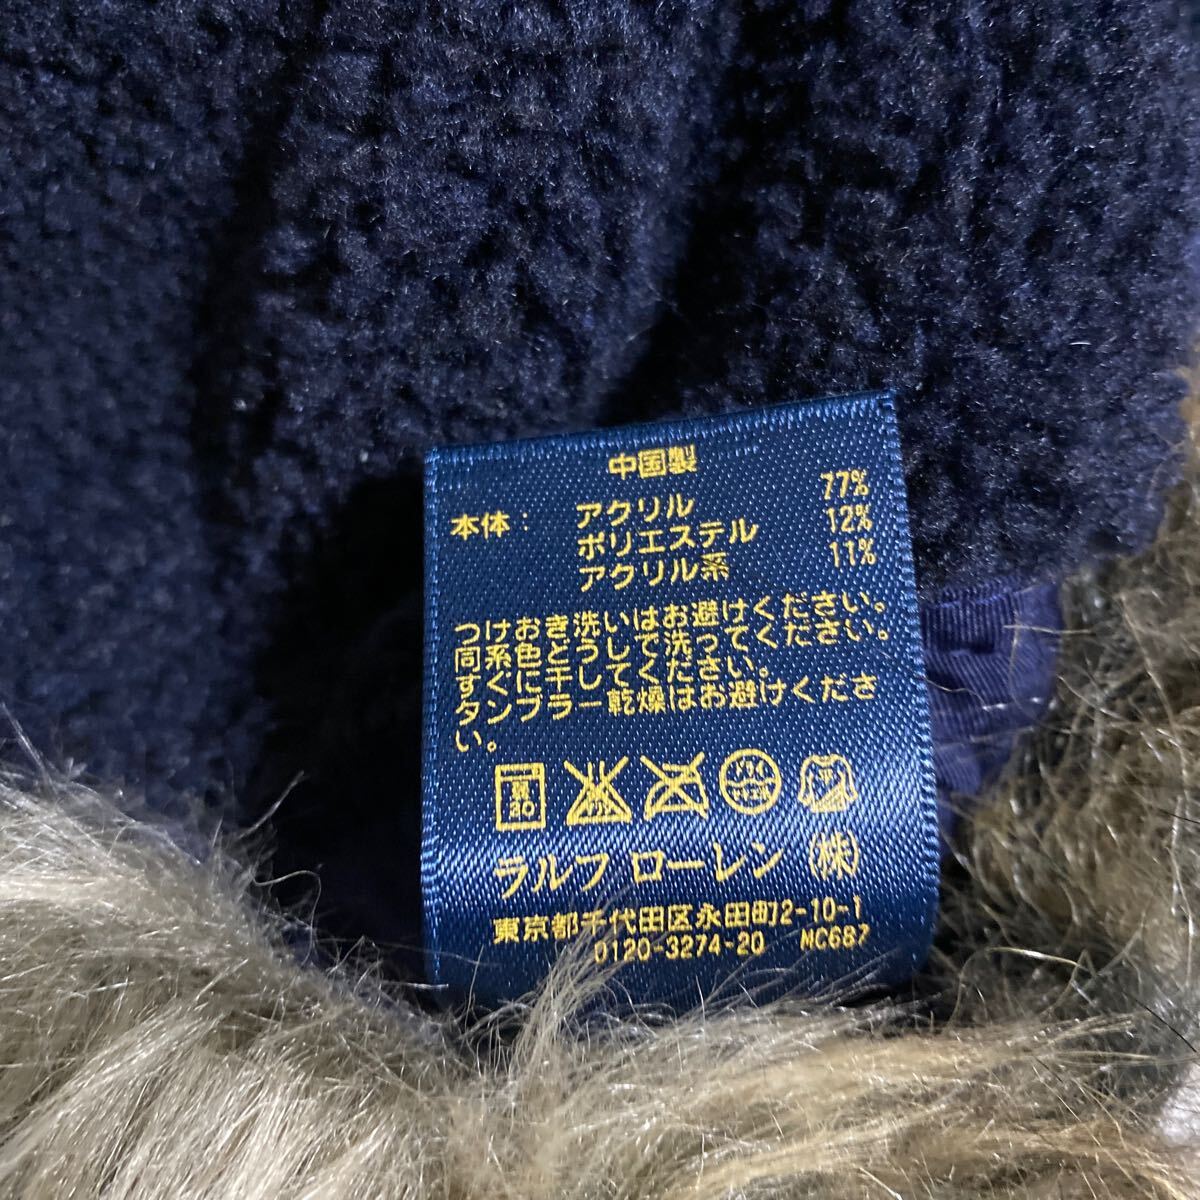 中国製
本体: アクリル 77%
ポリエステル 12%
アクリル系 11%
つけおき洗いはお避けください。
同系色どうしで洗ってください。
すぐに干してください。
タンブラー乾燥はお避けくださ
い。
30
ドライ
ラルフ ローレン (株)
東京都千代田区永田町2-10-1
0120-3274-20 MC687